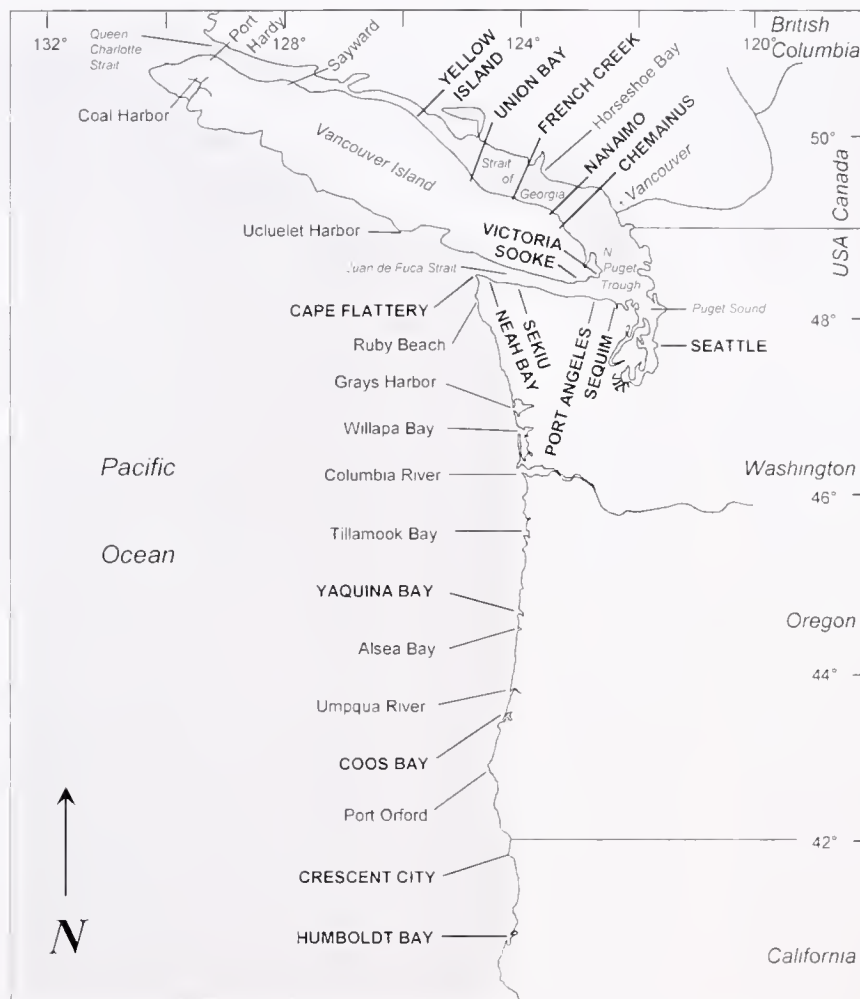 132°
128°
124°
120°
British
Columbia
Queen
Charlotte
Strait
Port
Hardy
Sayward
YELLOW
ISLAND
UNION BAY
FRENCH CREEK
Horseshoe Bay
NANAIMO
CHEMAINUS
Coal Harbor
50°
Vancouver Island
Strait
of
Georgia
Vancouver
Canada
USA
Ucluelet Harbor
VICTORIA
SOOKE
N
Puget
Trough
Juan de Fuca Strait
CAPE FLATTERY
NEAH BAY
SEKIU
PORT ANGELES
SEQUIM
Puget Sound
48°
Ruby Beach
SEATTLE
Grays Harbor
Willapa Bay
Pacific
Ocean
Columbia River
Washington
46°
Tillamook Bay
YAQUINA BAY
Oregon
Alsea Bay
44°
Umpqua River
COOS BAY
Port Orford
42°
CRESCENT CITY
N
HUMBOLDT BAY
California